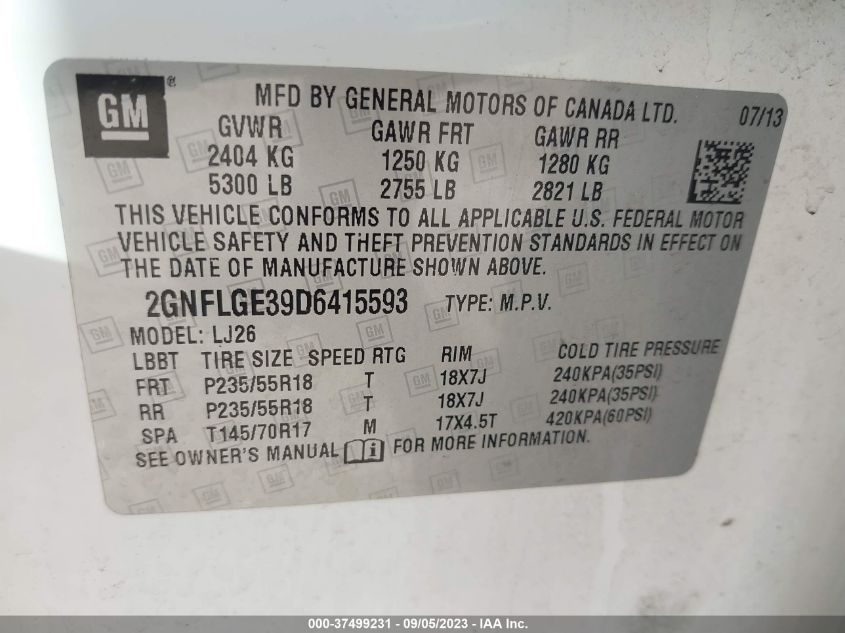 GM ®
MFD BY GENERAL MOTORS OF CANADA LTD. 07/13
GVWR GAWR FRT GAWR RR
2404 KG 1250 KG 1280 KG
5300 LB 2755 LB 2821 LB
THIS VEHICLE CONFORMS TO ALL APPLICABLE U.S. FEDERAL MOTOR
VEHICLE SAFETY AND THEFT PREVENTION STANDARDS IN EFFECT ON
THE DATE OF MANUFACTURE SHOWN ABOVE.
2GNFLGE39D6415593 TYPE: M.P.V.
MODEL: LJ26
LBBT TIRE SIZE SPEED RTG RIM COLD TIRE PRESSURE
FRT P235/55R18 T 18X7J 240KPA(35PSI)
RR P235/55R18 T 18X7J 240KPA(35PSI)
SPA T145/70R17 M 17X4.5T 420KPA(60PSI)
SEE OWNER'S MANUAL FOR MORE INFORMATION.
000-37499231 - 09/05/2023 - IAA Inc.